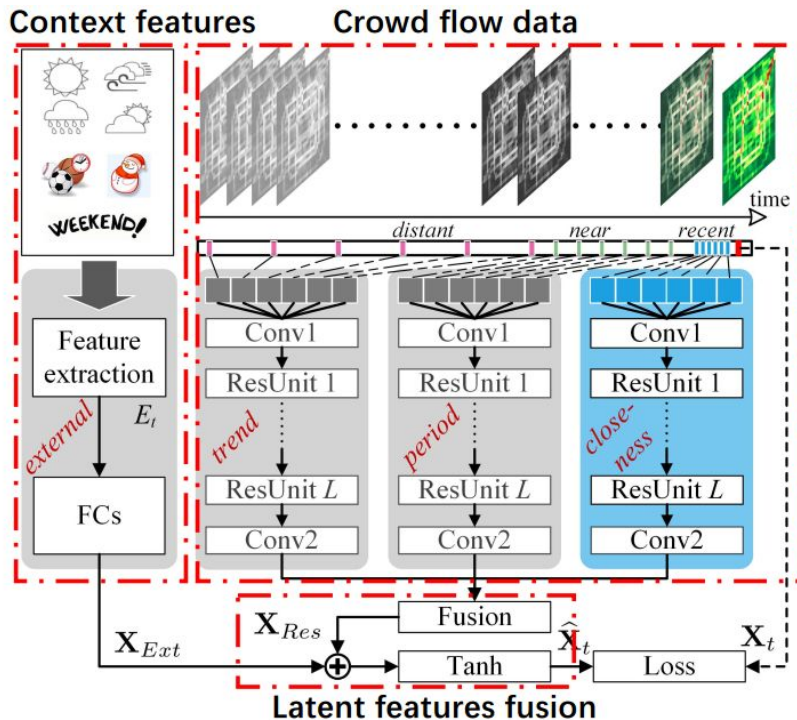 Context features
Crowd flow data
WEEKEND!
time
distant
near
recent
Feature
extraction
E_t
external
FCs
Conv1
ResUnit 1
trend
ResUnit L
Conv2
Conv1
ResUnit 1
period
ResUnit L
Conv2
Conv1
ResUnit 1
close-
ness
ResUnit L
Conv2
X_Ext
X_Res
Fusion
Tanh
X̂_t
Loss
X_t
Latent features fusion